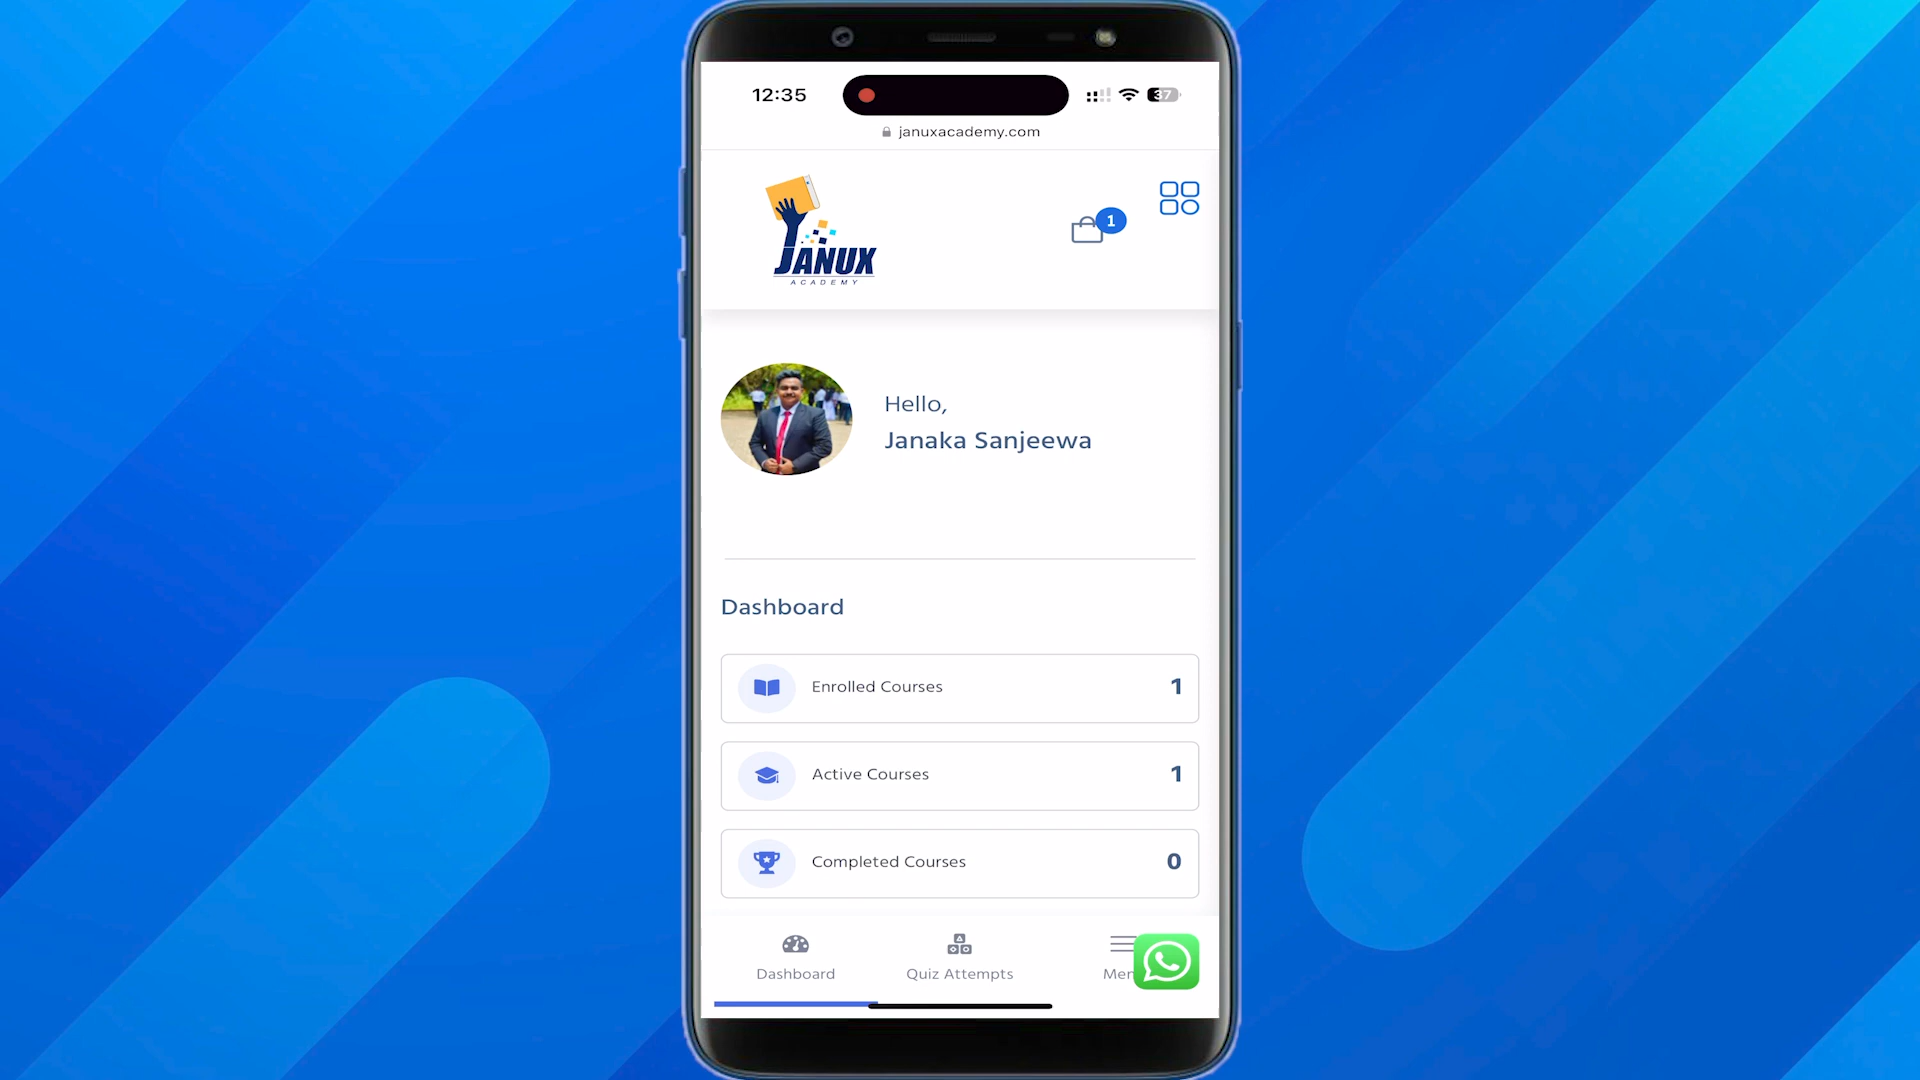 12:35
37
januxacademy.com
1
JANUX
ACADEMY
Hello,
Janaka Sanjeewa
Dashboard
Enrolled Courses 1
Active Courses 1
Completed Courses 0
Dashboard Quiz Attempts Men